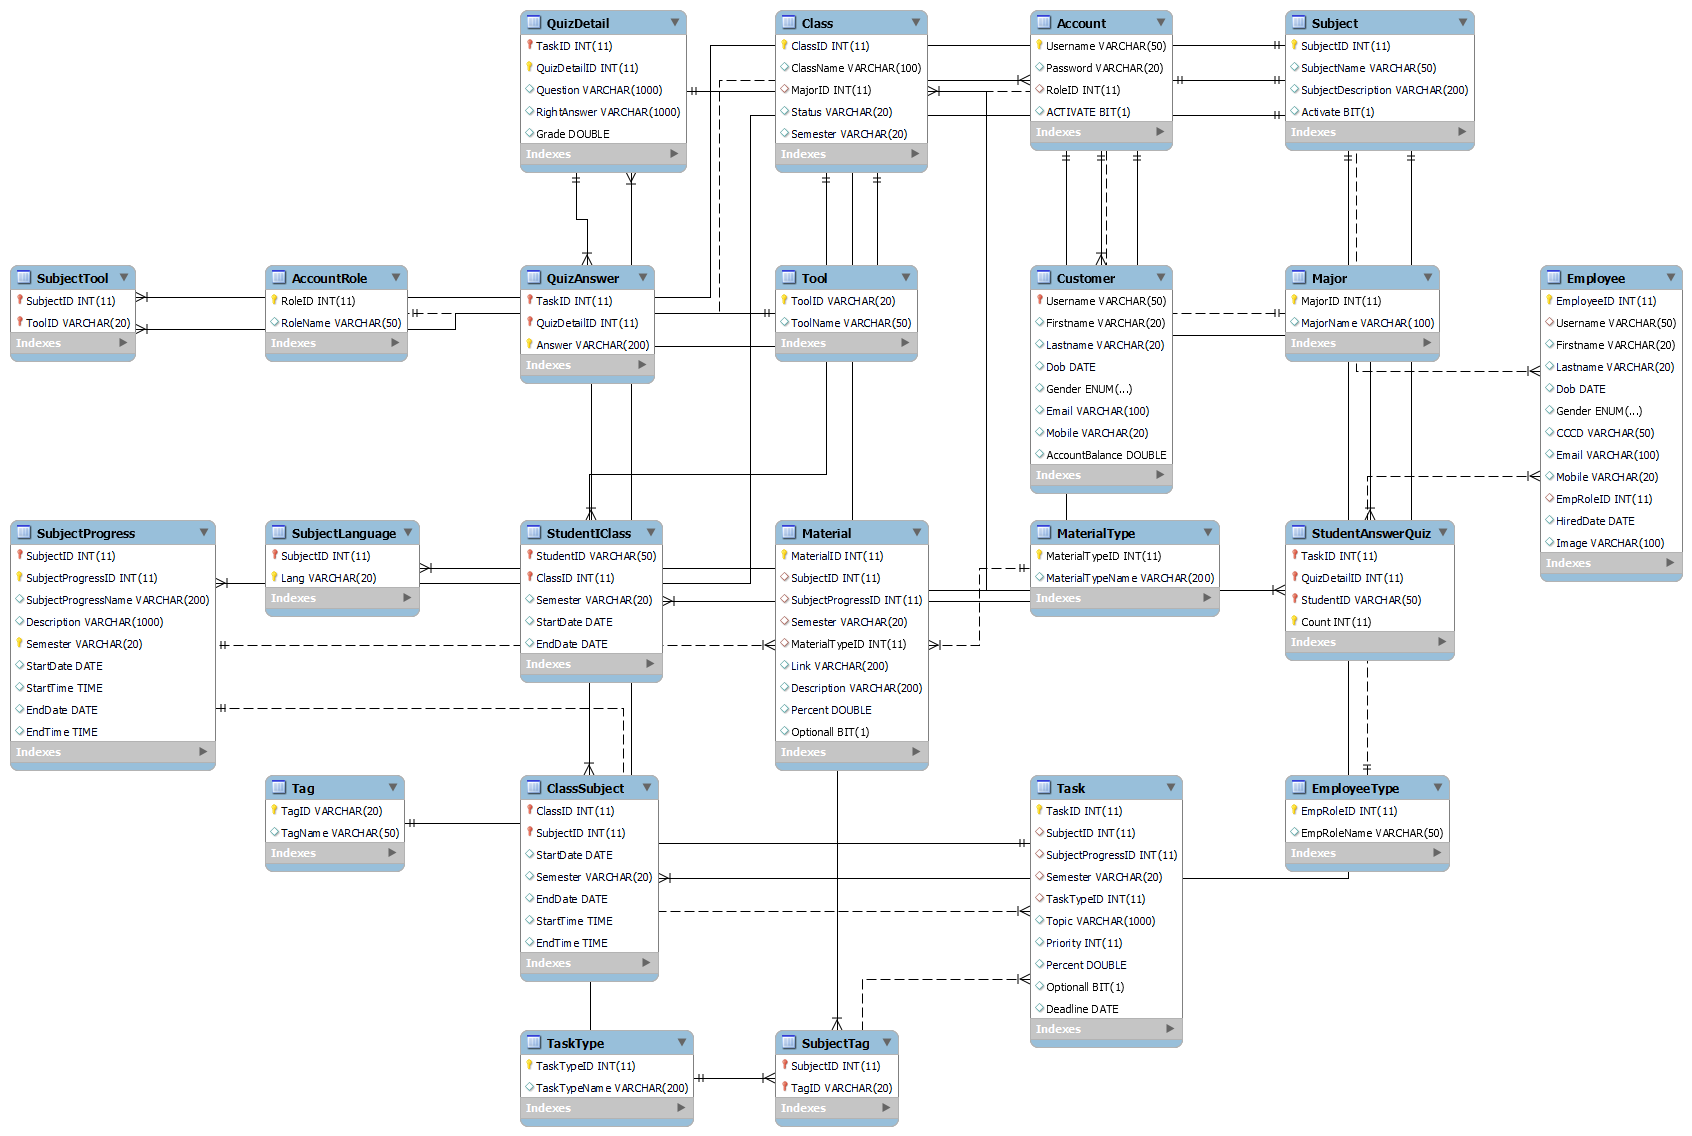 QuizDetail
TaskID INT(11)
QuizDetailID INT(11)
Question VARCHAR(1000)
RightAnswer VARCHAR(1000)
Grade DOUBLE
Indexes
Class
ClassID INT(11)
ClassName VARCHAR(100)
MajorID INT(11)
Status VARCHAR(20)
Semester VARCHAR(20)
Indexes
Account
Username VARCHAR(50)
Password VARCHAR(20)
RoleID INT(11)
ACTIVATE BIT(1)
Indexes
Subject
SubjectID INT(11)
SubjectName VARCHAR(50)
SubjectDescription VARCHAR(200)
Activate BIT(1)
Indexes
SubjectTool
SubjectID INT(11)
ToolID VARCHAR(20)
Indexes
AccountRole
RoleID INT(11)
RoleName VARCHAR(50)
Indexes
QuizAnswer
TaskID INT(11)
QuizDetailID INT(11)
Answer VARCHAR(200)
Indexes
Tool
ToolID VARCHAR(20)
ToolName VARCHAR(50)
Indexes
Customer
Username VARCHAR(50)
Firstname VARCHAR(20)
Lastname VARCHAR(20)
Dob DATE
Gender ENUM(...)
Email VARCHAR(100)
Mobile VARCHAR(20)
AccountBalance DOUBLE
Indexes
Major
MajorID INT(11)
MajorName VARCHAR(100)
Indexes
Employee
EmployeeID INT(11)
Username VARCHAR(50)
Firstname VARCHAR(20)
Lastname VARCHAR(20)
Dob DATE
Gender ENUM(...)
CCCD VARCHAR(50)
Email VARCHAR(100)
Mobile VARCHAR(20)
EmpRoleID INT(11)
HiredDate DATE
Image VARCHAR(100)
Indexes
SubjectProgress
SubjectID INT(11)
SubjectProgressID INT(11)
SubjectProgressName VARCHAR(200)
Description VARCHAR(1000)
Semester VARCHAR(20)
StartDate DATE
StartTime TIME
EndDate DATE
EndTime TIME
Indexes
SubjectLanguage
SubjectID INT(11)
Lang VARCHAR(20)
Indexes
StudentIClass
StudentID VARCHAR(50)
ClassID INT(11)
Semester VARCHAR(20)
StartDate DATE
EndDate DATE
Indexes
Material
MaterialID INT(11)
SubjectID INT(11)
SubjectProgressID INT(11)
Semester VARCHAR(20)
MaterialTypeID INT(11)
Link VARCHAR(200)
Description VARCHAR(200)
Percent DOUBLE
Optionall BIT(1)
Indexes
MaterialType
MaterialTypeID INT(11)
MaterialTypeName VARCHAR(200)
Indexes
StudentAnswerQuiz
TaskID INT(11)
QuizDetailID INT(11)
StudentID VARCHAR(50)
Count INT(11)
Indexes
Tag
TagID VARCHAR(20)
TagName VARCHAR(50)
Indexes
ClassSubject
ClassID INT(11)
SubjectID INT(11)
StartDate DATE
Semester VARCHAR(20)
EndDate DATE
StartTime TIME
EndTime TIME
Indexes
Task
TaskID INT(11)
SubjectID INT(11)
SubjectProgressID INT(11)
Semester VARCHAR(20)
TaskTypeID INT(11)
Topic VARCHAR(1000)
Priority INT(11)
Percent DOUBLE
Optionall BIT(1)
Deadline DATE
Indexes
EmployeeType
EmpRoleID INT(11)
EmpRoleName VARCHAR(50)
Indexes
TaskType
TaskTypeID INT(11)
TaskTypeName VARCHAR(200)
Indexes
SubjectTag
SubjectID INT(11)
TagID VARCHAR(20)
Indexes